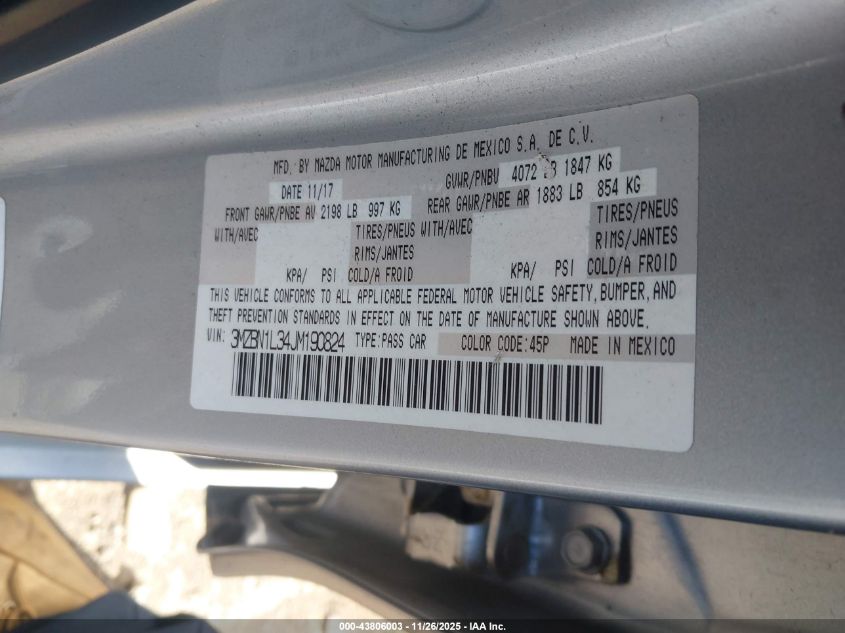 MFD. BY MAZDA MOTOR MANUFACTURING DE MEXICO S.A. DE C.V.
DATE 11/17 GVWR/PNBV 4072 LB 1847 KG
FRONT GAWR/PNBE AV 2198 LB 997 KG REAR GAWR/PNBE AR 1883 LB 854 KG
WITH/AVEC TIRES/PNEUS WITH/AVEC TIRES/PNEUS
RIMS/JANTES RIMS/JANTES
KPA/ PSI COLD/A FROID KPA/ PSI COLD/A FROID
THIS VEHICLE CONFORMS TO ALL APPLICABLE FEDERAL MOTOR VEHICLE SAFETY, BUMPER, AND
THEFT PREVENTION STANDARDS IN EFFECT ON THE DATE OF MANUFACTURE SHOWN ABOVE.
VIN: 3MZBN1L34JM190824 TYPE:PASS CAR COLOR CODE:45P MADE IN MEXICO
000-43806003 - 11/26/2025 - IAA Inc.